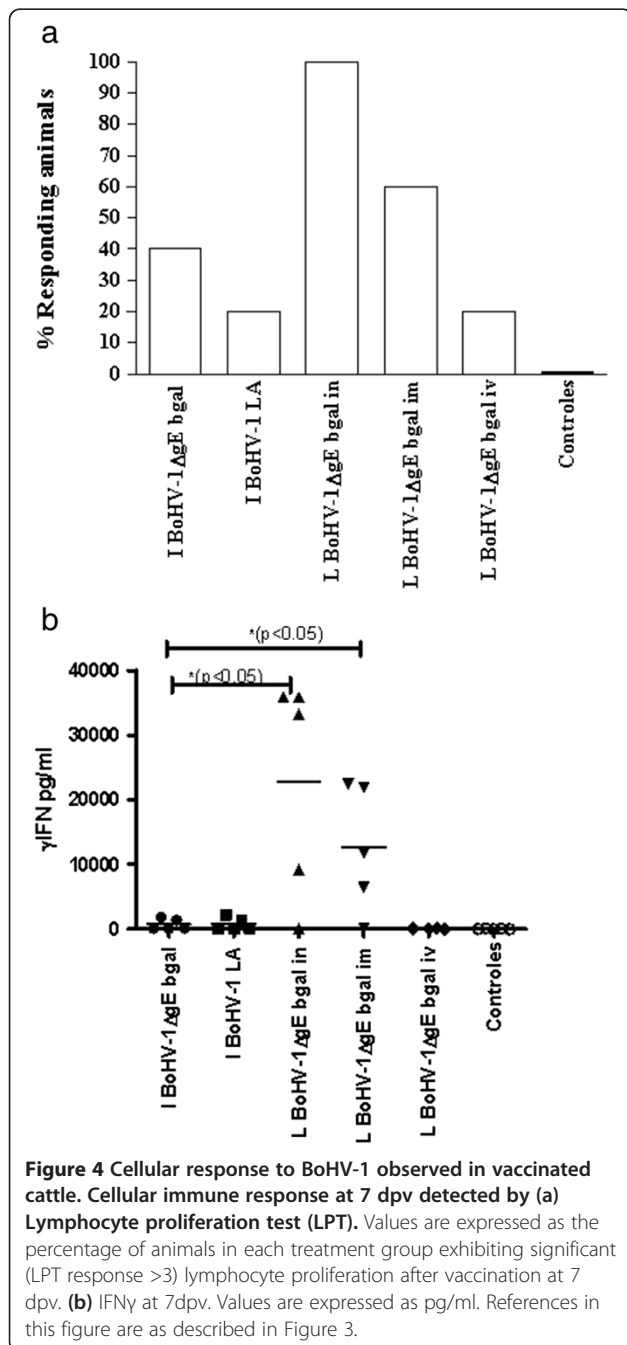 a
% Responding animals
100
90
80
70
60
50
40
30
20
10
0
I BoHV-1ΔgE bgal
I BoHV-1 LA
L BoHV-1ΔgE bgal in
L BoHV-1ΔgE bgal im
L BoHV-1ΔgE bgal iv
Controles
b
*(p<0.05)
*(p<0.05)
γIFN pg/ml
40000
30000
20000
10000
0
I BoHV-1ΔgE bgal
I BoHV-1 LA
L BoHV-1ΔgE bgal in
L BoHV-1ΔgE bgal im
L BoHV-1ΔgE bgal iv
Controles
Figure 4 Cellular response to BoHV-1 observed in vaccinated
cattle. Cellular immune response at 7 dpv detected by (a)
Lymphocyte proliferation test (LPT). Values are expressed as the
percentage of animals in each treatment group exhibiting significant
(LPT response >3) lymphocyte proliferation after vaccination at 7
dpv. (b) IFNγ at 7dpv. Values are expressed as pg/ml. References in
this figure are as described in Figure 3.